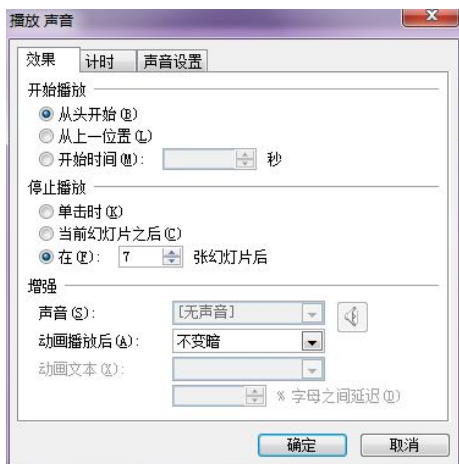 播放 声音
效果 计时 声音设置
开始播放
从头开始(B)
从上一位置(L)
开始时间(M): 秒
停止播放
单击时(K)
当前幻灯片之后(C)
在(F): 7 张幻灯片后
增强
声音(S): [无声音]
动画播放后(A): 不变暗
动画文本(X):
% 字母之间延迟(D)
确定 取消